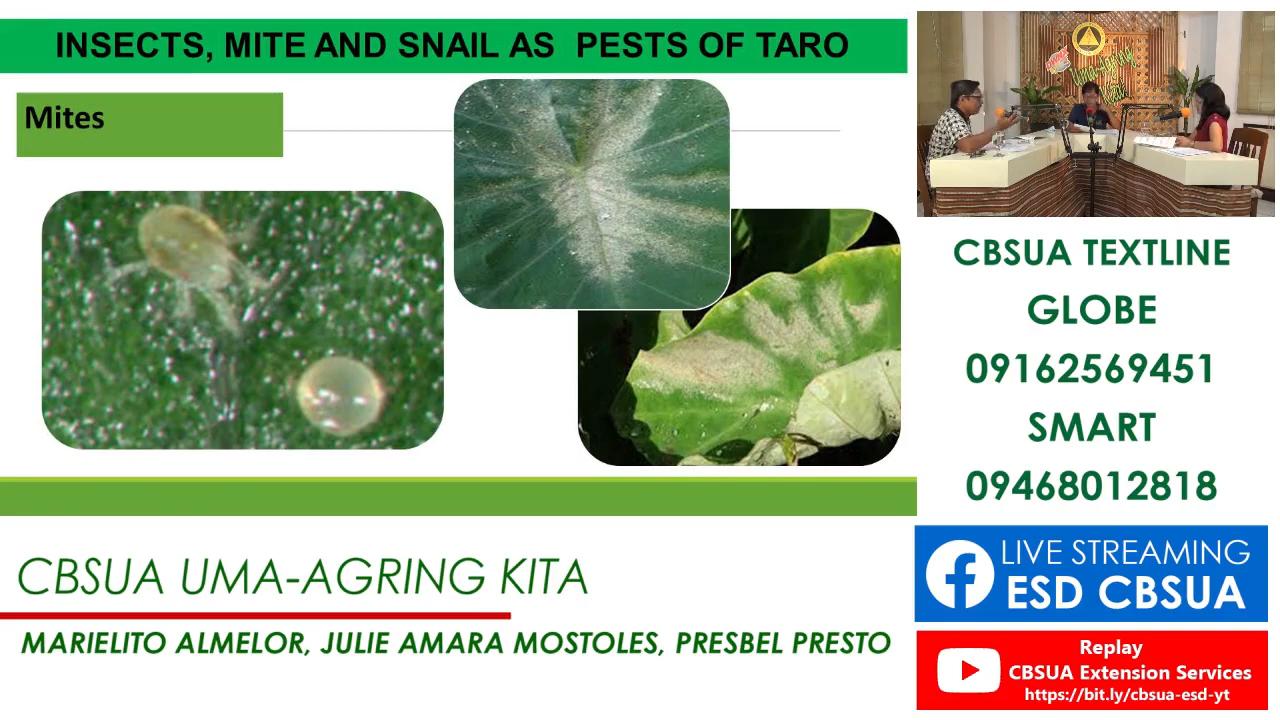 INSECTS, MITE AND SNAIL AS PESTS OF TARO
Mites
Uma-Agring
CBSUA TEXTLINE
GLOBE
09162569451
SMART
09468012818
LIVE STREAMING
ESD CBSUA
Replay
CBSUA Extension Services
https://bit.ly/cbsua-esd-yt
CBSUA UMA-AGRING KITA
MARIELITO ALMELOR, JULIE AMARA MOSTOLES, PRESBEL PRESTO